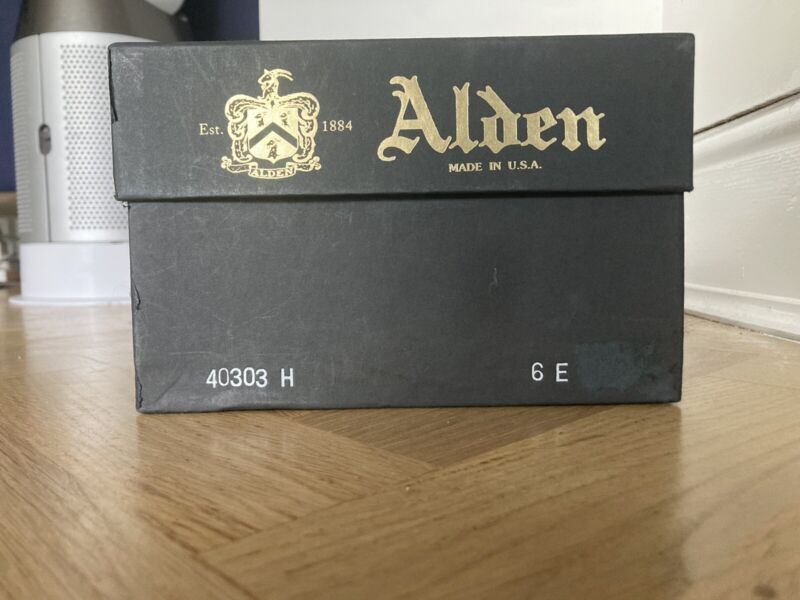 Est. 1884
ALDEN
Alden
MADE IN U.S.A.
40303 H
6 E